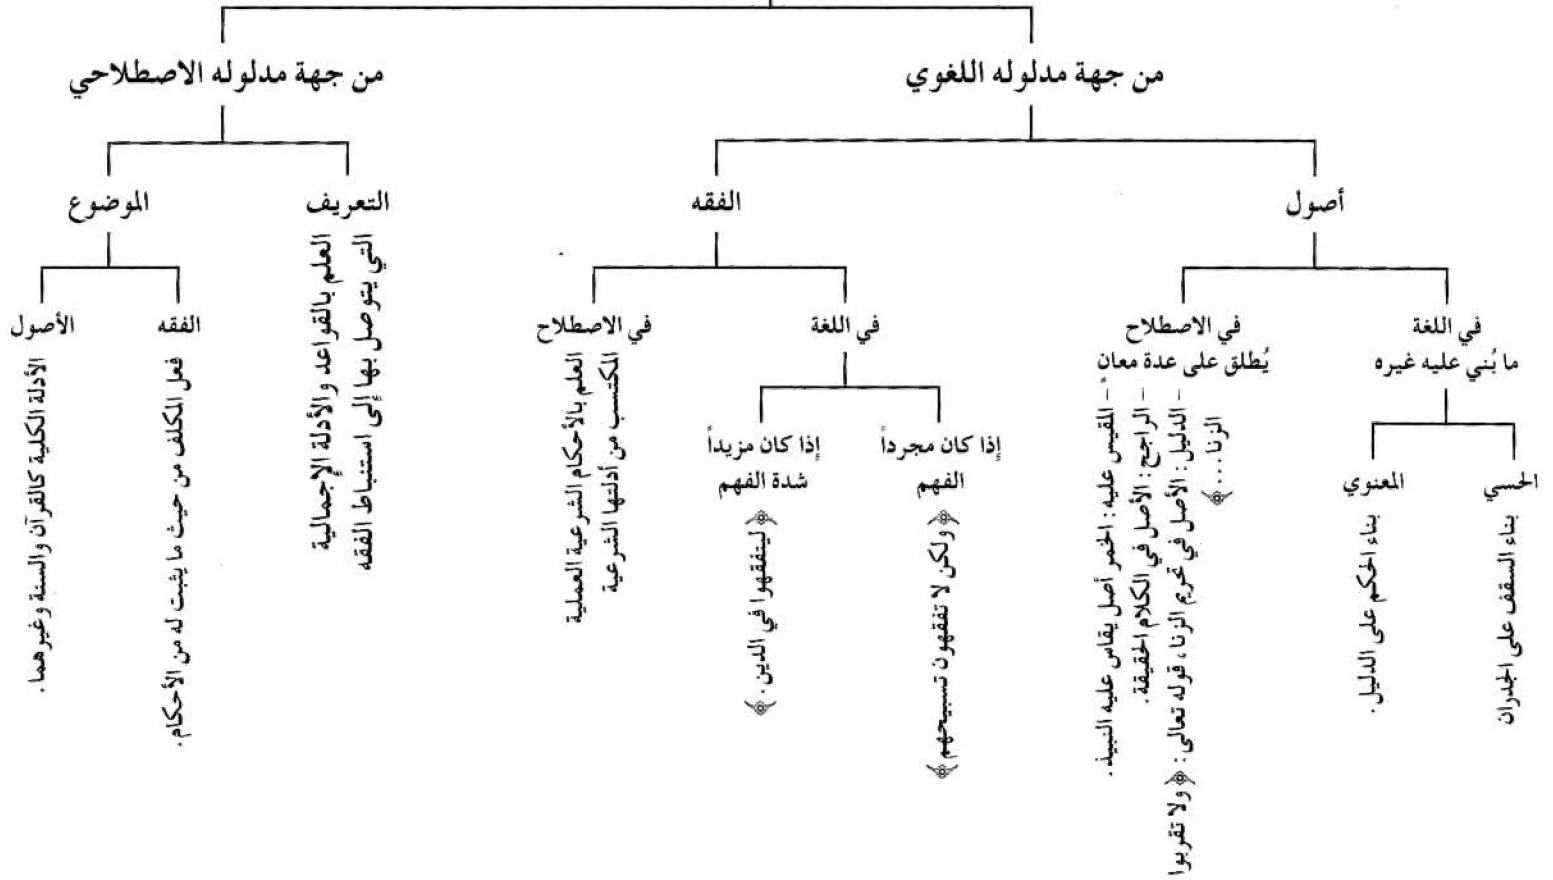 من جهة مدلوله اللغوي
من جهة مدلوله الاصطلاحي
أصول
الفقه
التعريف
الموضوع
في اللغة
ما بُني عليه غيره
في الاصطلاح
يُطلق على عدة معانٍ
في اللغة
في الاصطلاح
الفقه
الأصول
الحسي
بناء السقف على الجدران
المعنوي
بناء الحكم على الدليل.
– الدليل: الأصل في تحريم الزنا، قوله تعالى: ﴿ولا تقربوا
الزنا...﴾
– الراجح: الأصل في الكلام الحقيقة.
– المقيس عليه: الخمر أصل يقاس عليه النبيذ.
إذا كان مجرداً
الفهم
﴿ولكن لا تفقهون تسبيحهم﴾
إذا كان مزيداً
شدة الفهم
﴿ليتفقهوا في الدين.﴾
العلم بالأحكام الشرعية العملية
المكتسب من أدلتها الشرعية
العلم بالقواعد والأدلة الإجمالية
التي يتوصل بها إلى استنباط الفقه
فعل المكلف من حيث ما يثبت له من الأحكام.
الأدلة الكلية كالقرآن والسنة وغيرهما.